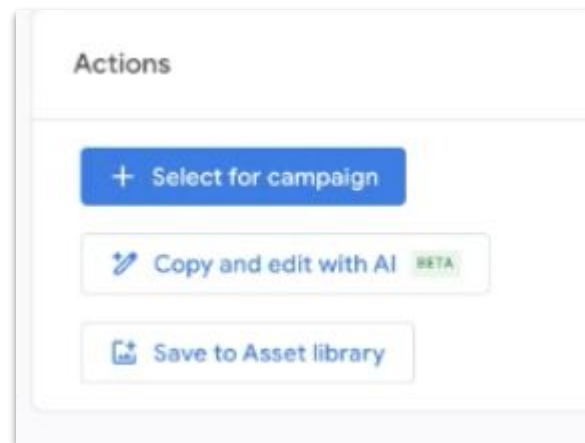 Actions
+ Select for campaign
Copy and edit with AI BETA
Save to Asset library